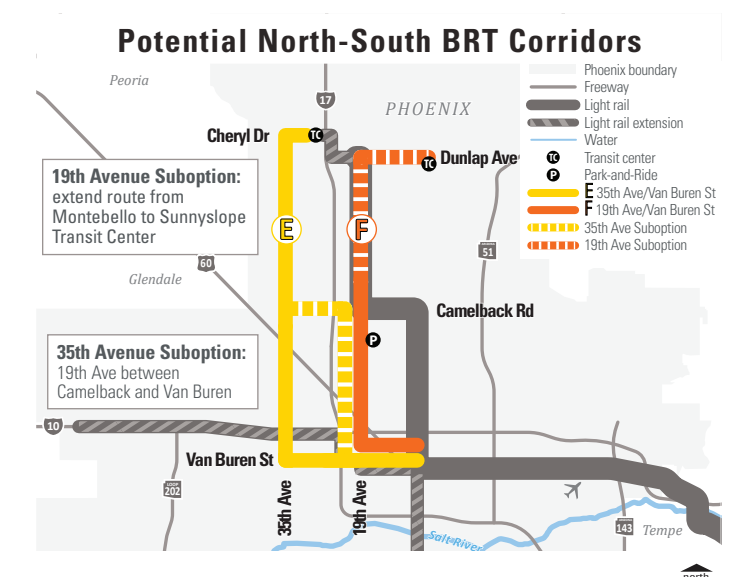 Potential North-South BRT Corridors
Peoria
17
PHOENIX
Phoenix boundary
Freeway
Light rail
Light rail extension
Water
TC Transit center
P Park-and-Ride
E 35th Ave/Van Buren St
F 19th Ave/Van Buren St
35th Ave Suboption
19th Ave Suboption
Cheryl Dr
TC
TC
Dunlap Ave
19th Avenue Suboption:
extend route from
Montebello to Sunnyslope
Transit Center
E
F
51
60
Glendale
Camelback Rd
P
35th Avenue Suboption:
19th Ave between
Camelback and Van Buren
10
Van Buren St
LOOP
202
35th Ave
19th Ave
Salt River
143
Tempe
north